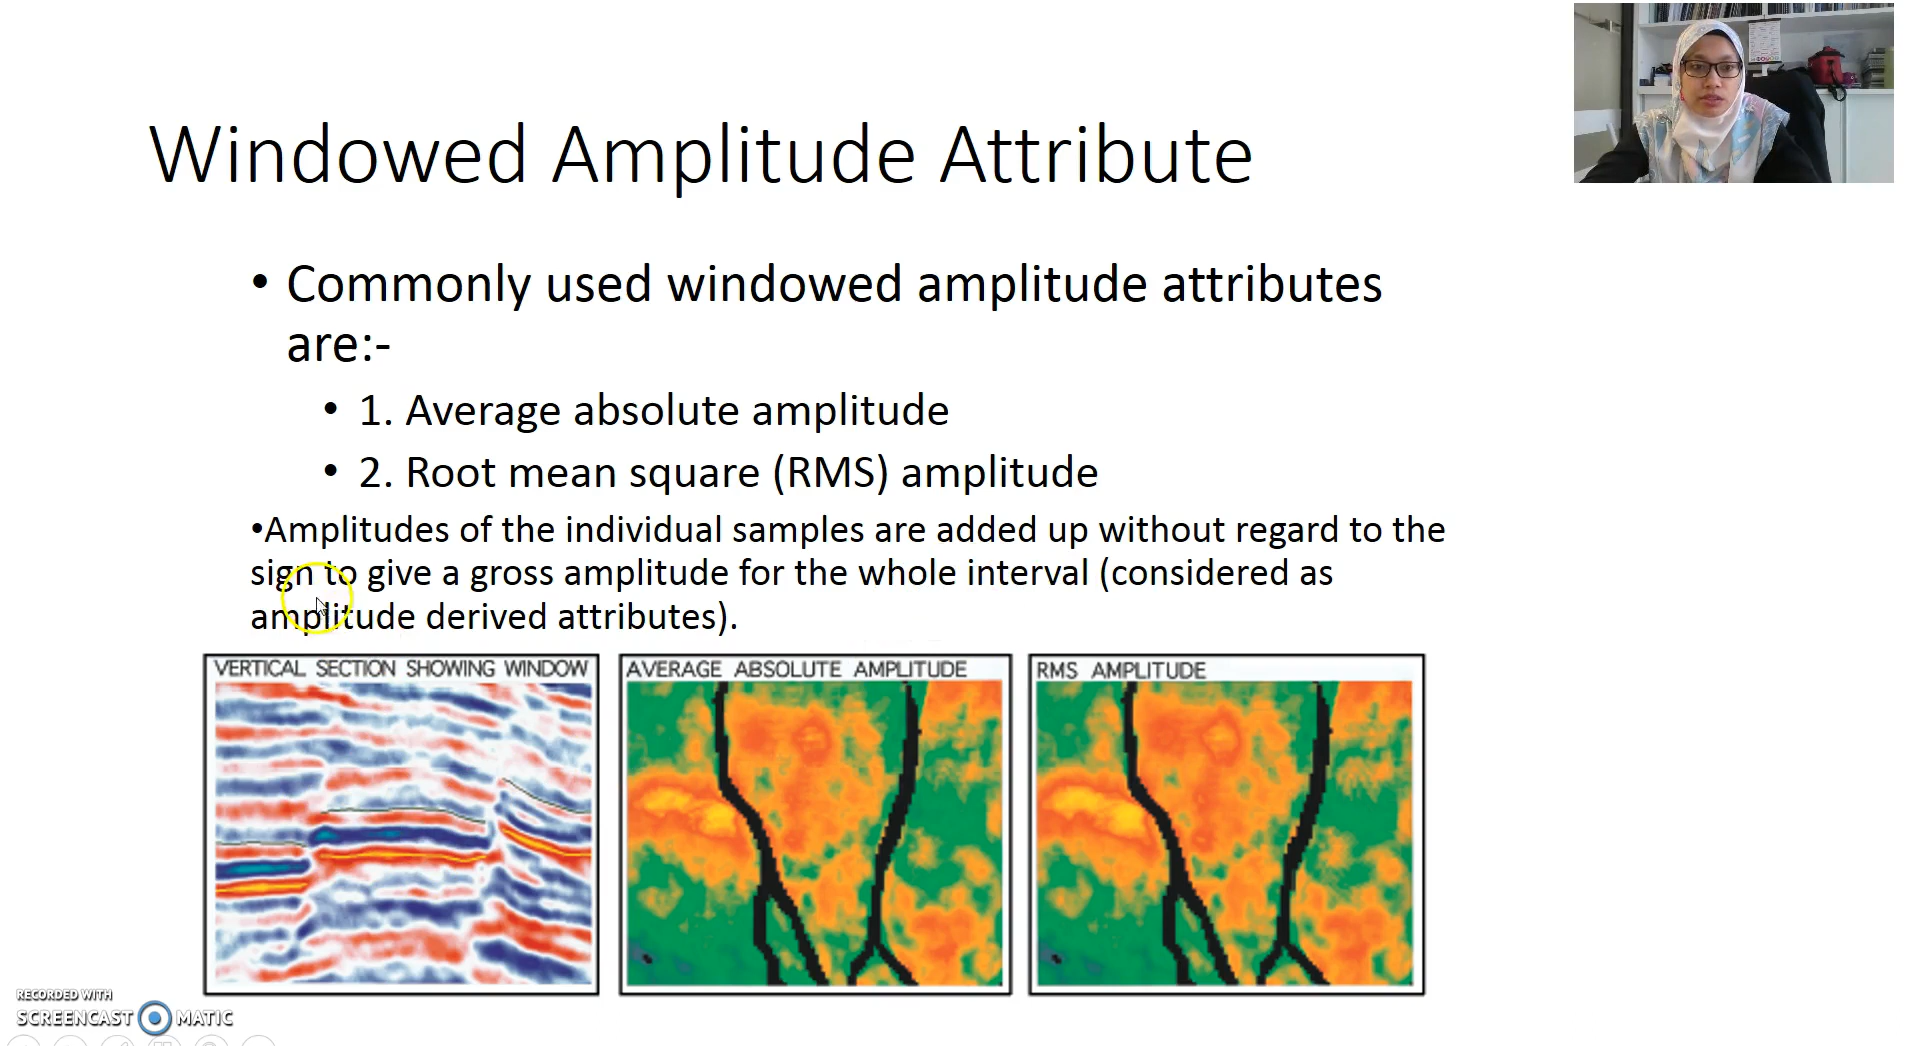 Windowed Amplitude Attribute
• Commonly used windowed amplitude attributes
are:-
• 1. Average absolute amplitude
• 2. Root mean square (RMS) amplitude
•Amplitudes of the individual samples are added up without regard to the
sign to give a gross amplitude for the whole interval (considered as
amplitude derived attributes).
VERTICAL SECTION SHOWING WINDOW
AVERAGE ABSOLUTE AMPLITUDE
RMS AMPLITUDE
RECORDED WITH
SCREENCAST MATIC